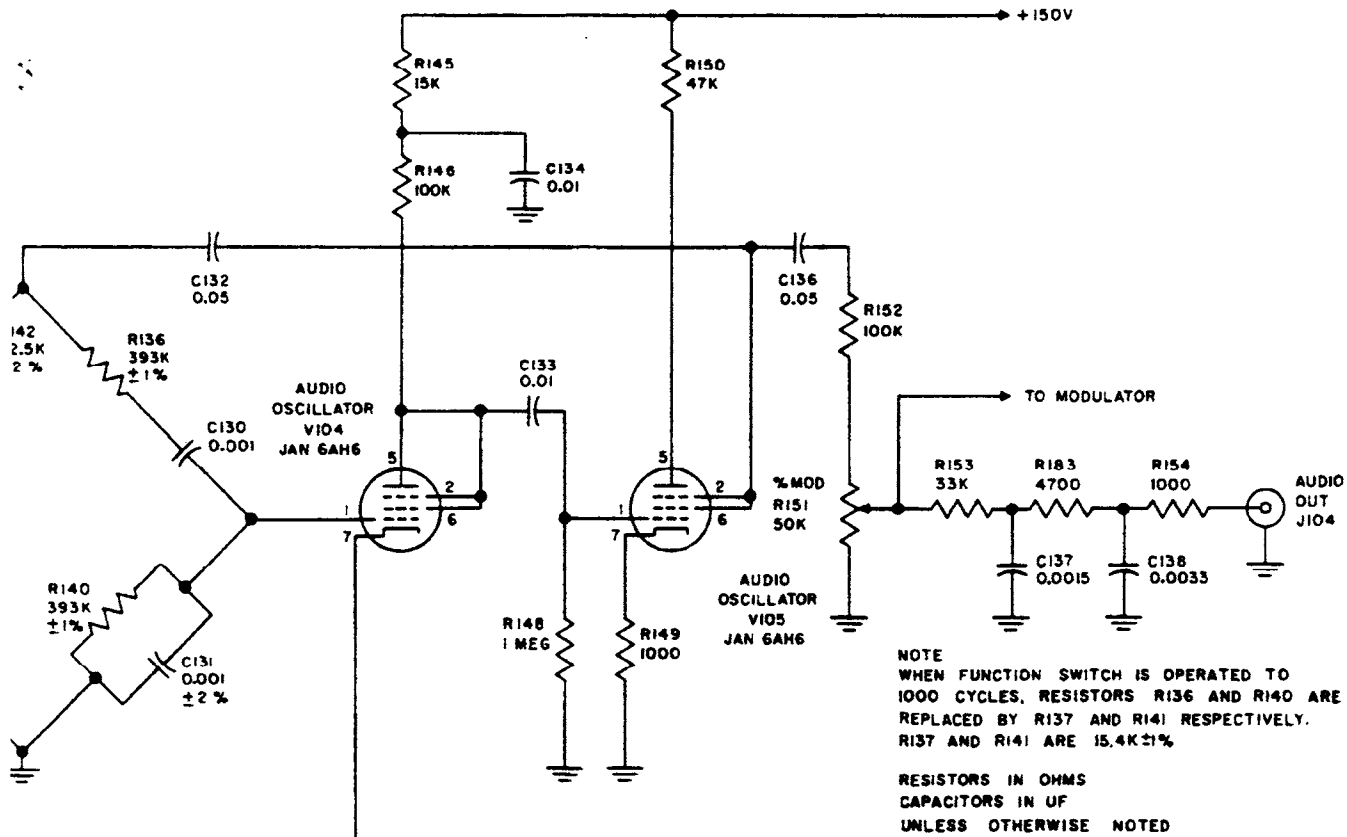 +150V
R145
15K
R150
47K
R146
100K
C134
0.01
C132
0.05
C136
0.05
R152
100K
142
2.5K
2 %
R136
393K
±1%
C133
0.01
AUDIO
OSCILLATOR
V104
JAN 6AH6
TO MODULATOR
C130
0.001
5
2
1
6
7
5
2
1
6
7
%MOD
R151
50K
R153
33K
R183
4700
R154
1000
AUDIO
OUT
J104
C137
0.0015
C138
0.0033
R140
393K
±1%
C131
0.001
±2 %
R148
1 MEG
R149
1000
AUDIO
OSCILLATOR
V105
JAN 6AH6
NOTE
WHEN FUNCTION SWITCH IS OPERATED TO
1000 CYCLES, RESISTORS R136 AND R140 ARE
REPLACED BY R137 AND R141 RESPECTIVELY.
R137 AND R141 ARE 15.4K±1%
RESISTORS IN OHMS
CAPACITORS IN UF
UNLESS OTHERWISE NOTED